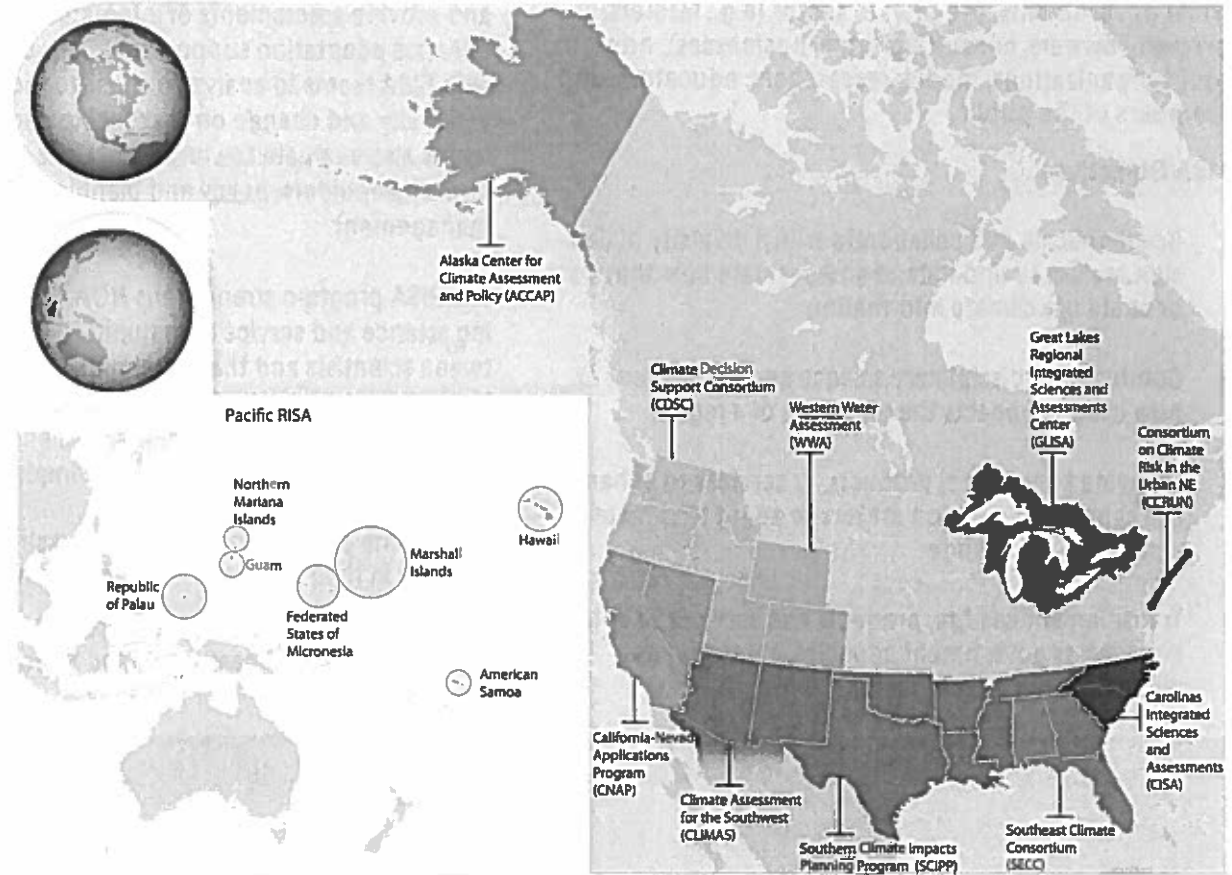 Alaska Center for
Climate Assessment
and Policy (ACCAP)
Climate Decision
Support Consortium
(CDSC)
Western Water
Assessment
(WWA)
Great Lakes
Regional
Integrated
Sciences and
Assessments
Center
(GLISA)
Consortium
on Climate
Risk in the
Urban NE
(CCRUN)
Pacific RISA
Northern
Mariana
Islands
Guam
Republic
of Palau
Federated
States of
Micronesia
Marshall
Islands
Hawaii
American
Samoa
California-Nevada
Applications
Program
(CNAP)
Climate Assessment
for the Southwest
(CLIMAS)
Southern Climate Impacts
Planning Program (SCIPP)
Southeast Climate
Consortium
(SECC)
Carolinas
Integrated
Sciences
and
Assessments
(CISA)